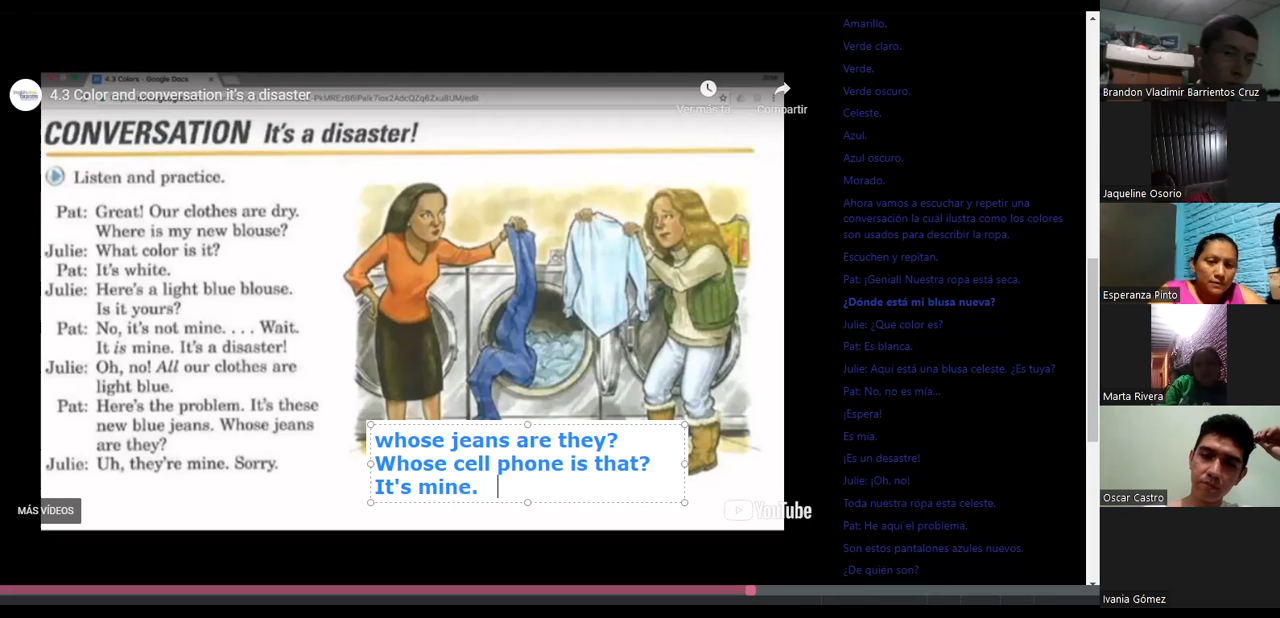 4.3 Colors - Google Docs
4.3 Color and conversation it's a disaster
Compartir
CONVERSATION It's a disaster!
Listen and practice.
Pat: Great! Our clothes are dry.
Where is my new blouse?
Julie: What color is it?
Pat: It's white.
Julie: Here's a light blue blouse.
Is it yours?
Pat: No, it's not mine. . . . Wait.
It is mine. It's a disaster!
Julie: Oh, no! All our clothes are
light blue.
Pat: Here's the problem. It's these
new blue jeans. Whose jeans
are they?
Julie: Uh, they're mine. Sorry.
whose jeans are they?
Whose cell phone is that?
It's mine.
MÁS VÍDEOS
YouTube
Amarillo.
Verde claro.
Verde.
Verde oscuro.
Celeste.
Azul.
Azul oscuro.
Morado.
Ahora vamos a escuchar y repetir una
conversación la cual ilustra como los colores
son usados para describir la ropa.
Escuchen y repitan.
Pat: ¡Genial! Nuestra ropa está seca.
¿Dónde está mi blusa nueva?
Julie: ¿Qué color es?
Pat: Es blanca.
Julie: Aquí está una blusa celeste. ¿Es tuya?
Pat: No, no es mía...
¡Espera!
Es mía.
¡Es un desastre!
Julie: ¡Oh, no!
Toda nuestra ropa esta celeste.
Pat: He aquí el problema.
Son estos pantalones azules nuevos.
¿De quién son?
Brandon Vladimir Barrientos Cruz
Jaqueline Osorio
Esperanza Pinto
Marta Rivera
Oscar Castro
Ivania Gómez